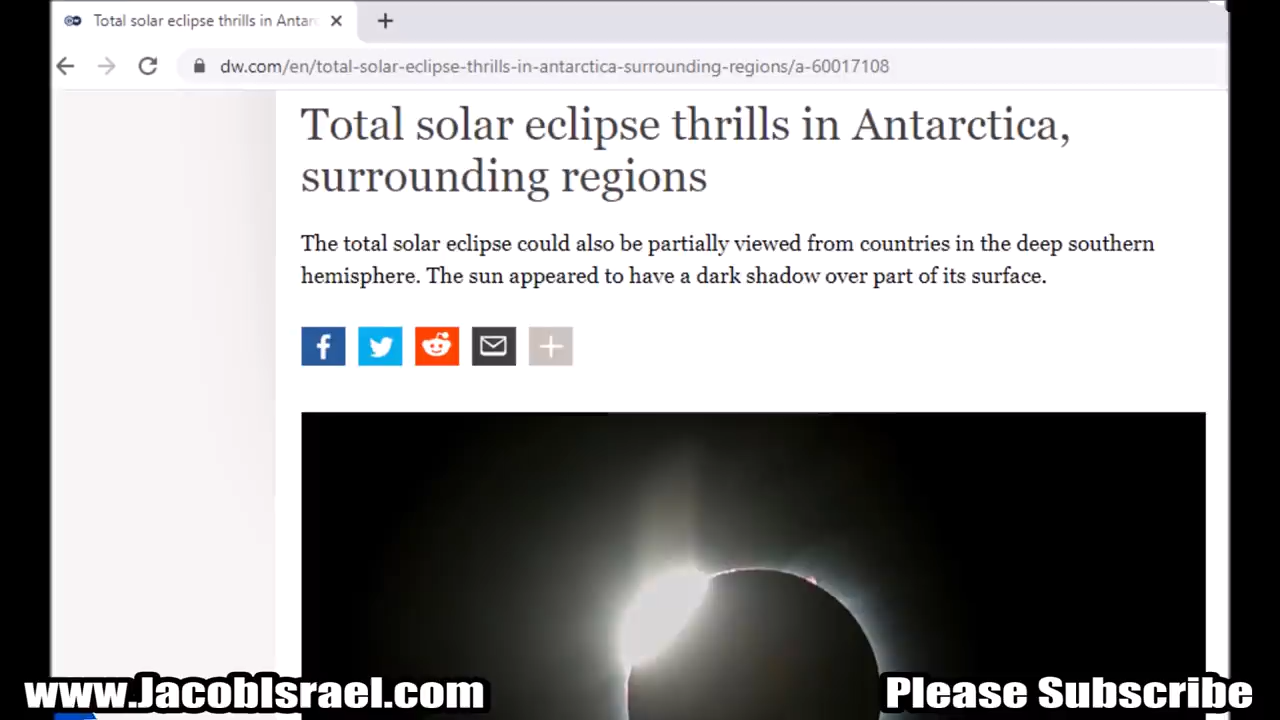 Total solar eclipse thrills in Antar
dw.com/en/total-solar-eclipse-thrills-in-antarctica-surrounding-regions/a-60017108
Total solar eclipse thrills in Antarctica,
surrounding regions
The total solar eclipse could also be partially viewed from countries in the deep southern
hemisphere. The sun appeared to have a dark shadow over part of its surface.
www.JacobIsrael.com
Please Subscribe